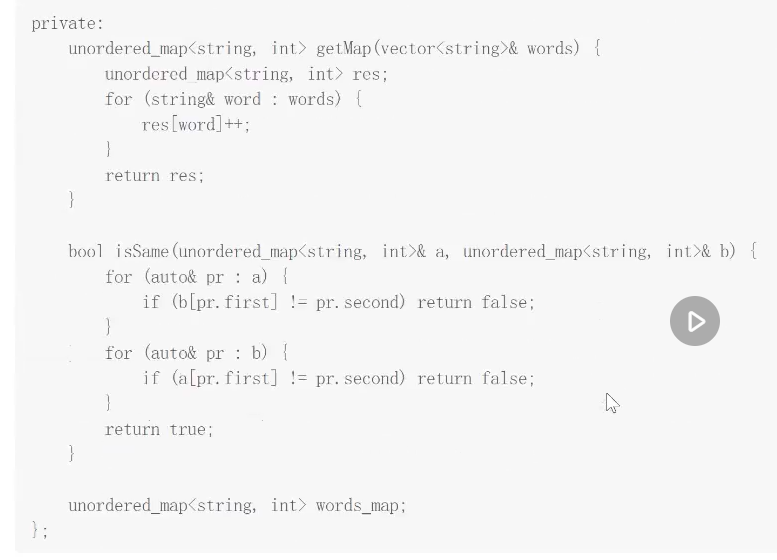 private:
    unordered_map<string, int> getMap(vector<string>& words) {
        unordered_map<string, int> res;
        for (string& word : words) {
            res[word]++;
        }
        return res;
    }

    bool isSame(unordered_map<string, int>& a, unordered_map<string, int>& b) {
        for (auto& pr : a) {
            if (b[pr.first] != pr.second) return false;
        }
        for (auto& pr : b) {
            if (a[pr.first] != pr.second) return false;
        }
        return true;
    }

    unordered_map<string, int> words_map;
};